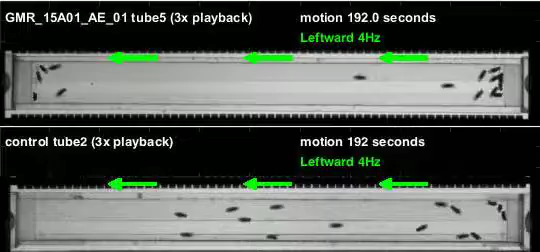 GMR_15A01_AE_01 tube5 (3x playback) motion 192.0 seconds
Leftward 4Hz
control tube2 (3x playback) motion 192 seconds
Leftward 4Hz